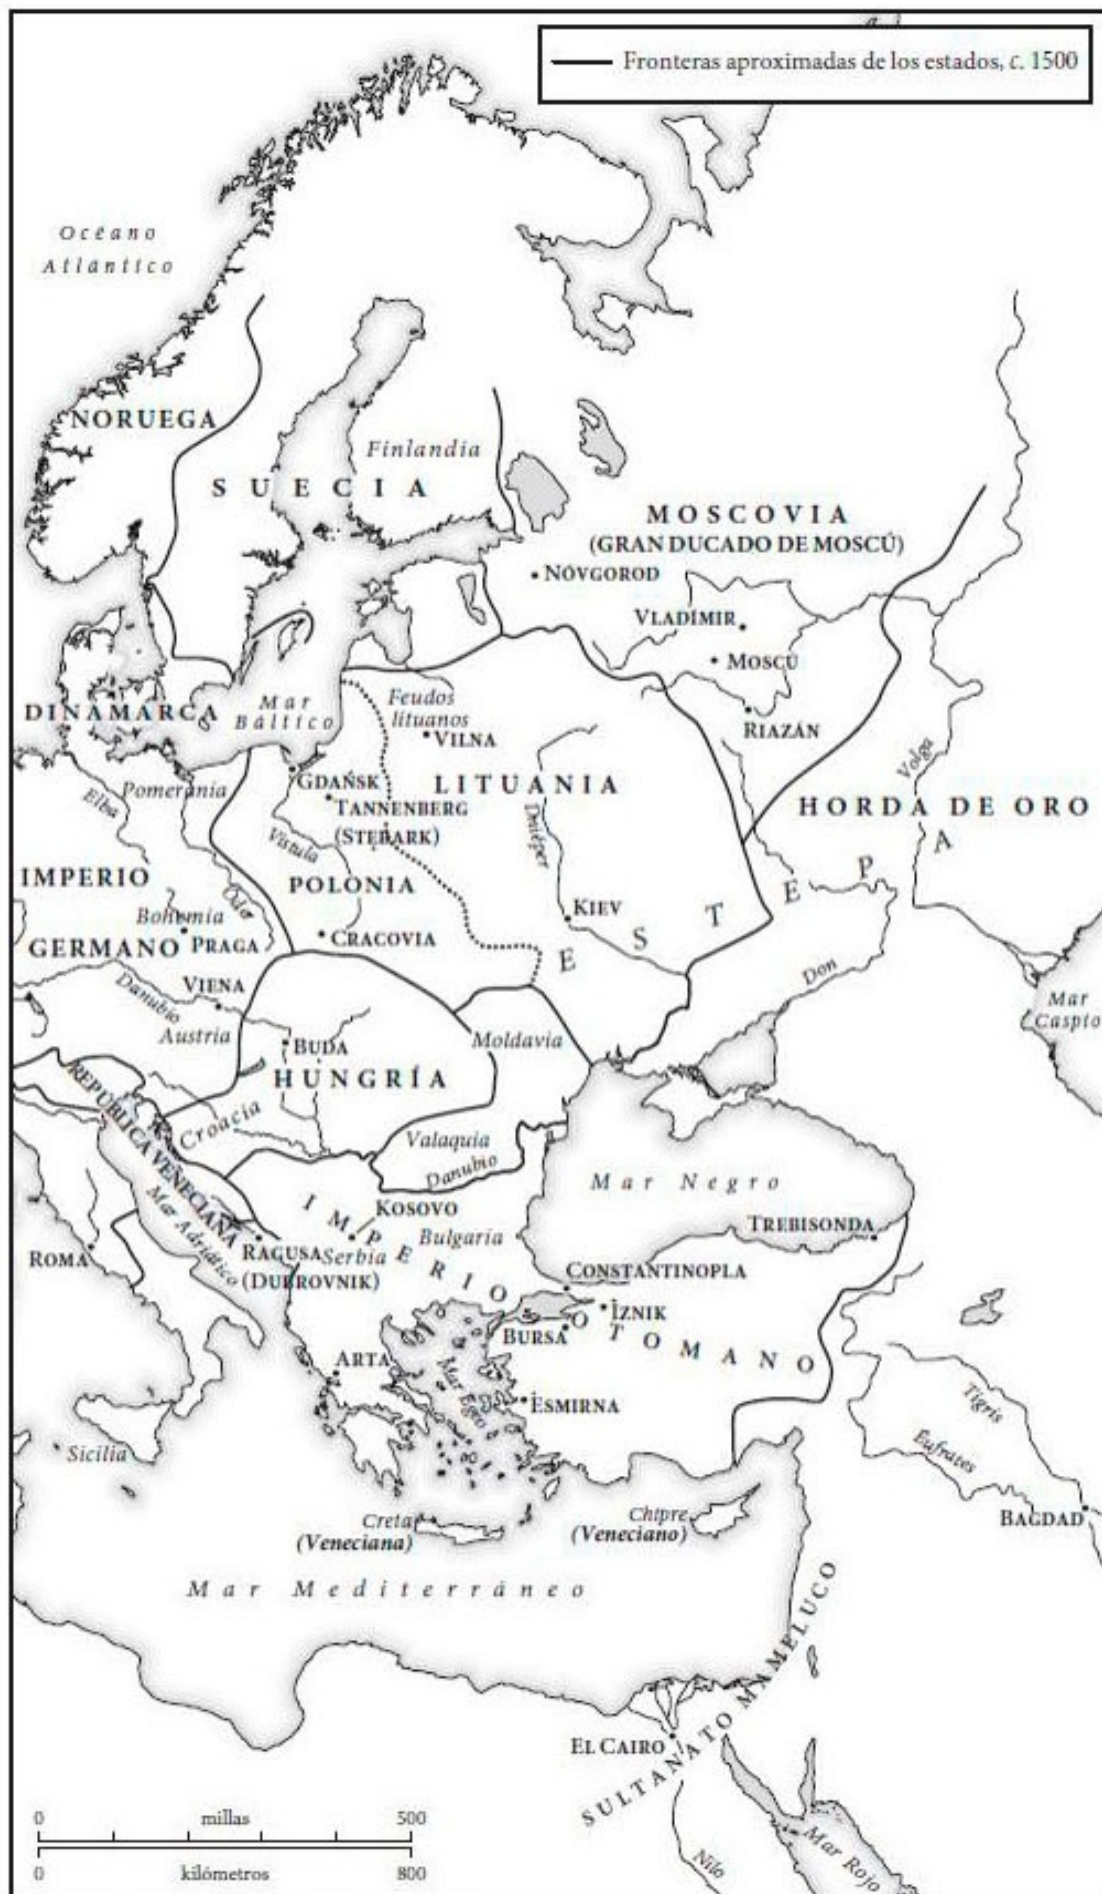 Fronteras aproximadas de los estados, c. 1500
Océano
Atlántico
NORUEGA
Finlandia
SUECIA
MOSCOVIA
(GRAN DUCADO DE MOSCÚ)
NÓVGOROD
VLADÍMIR
MOSCÚ
RIAZÁN
DINAMARCA
Mar
Báltico
Feudos
lituanos
VILNA
LITUANIA
GDAŃSK
TANNENBERG
(STEBARK)
Pomerania
Elba
Vístula
Dniéper
Volga
HORDA DE ORO
IMPERIO
GERMANO
POLONIA
Óder
Bohemia
PRAGA
CRACOVIA
KIEV
ESTEPA
Don
Mar
Caspio
VIENA
Danubio
Austria
BUDA
HUNGRÍA
Moldavia
REPÚBLICA VENECIANA
Croacia
Valaquia
Danubio
Mar Negro
Mar Adriático
KOSOVO
IMPERIO OTOMANO
Bulgaria
TREBISONDA
ROMA
RAGUSA
(DUBROVNIK)
Serbia
CONSTANTINOPLA
İZNIK
BURSA
ARTA
Mar Egeo
ESMIRNA
Tigris
Eufrates
BAGDAD
Sicilia
Creta
(Veneciana)
Chipre
(Veneciano)
Mar Mediterráneo
SULTANATO MAMELUCO
EL CAIRO
Mar Rojo
Nilo
0 millas 500
0 kilómetros 800